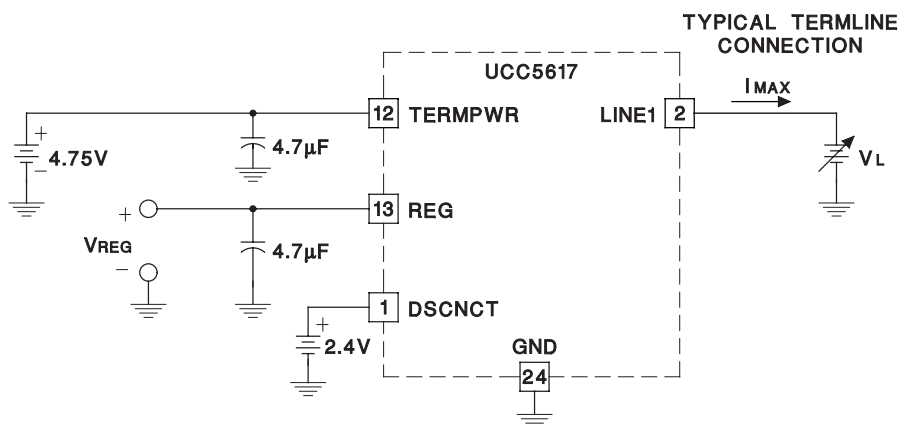 TYPICAL TERMLINE
CONNECTION
UCC5617
IMAX
12 TERMPWR
LINE1 2
+
4.75V
−
4.7μF
VL
+
13 REG
VREG
4.7μF
−
1 DSCNCT
+
2.4V
GND
24